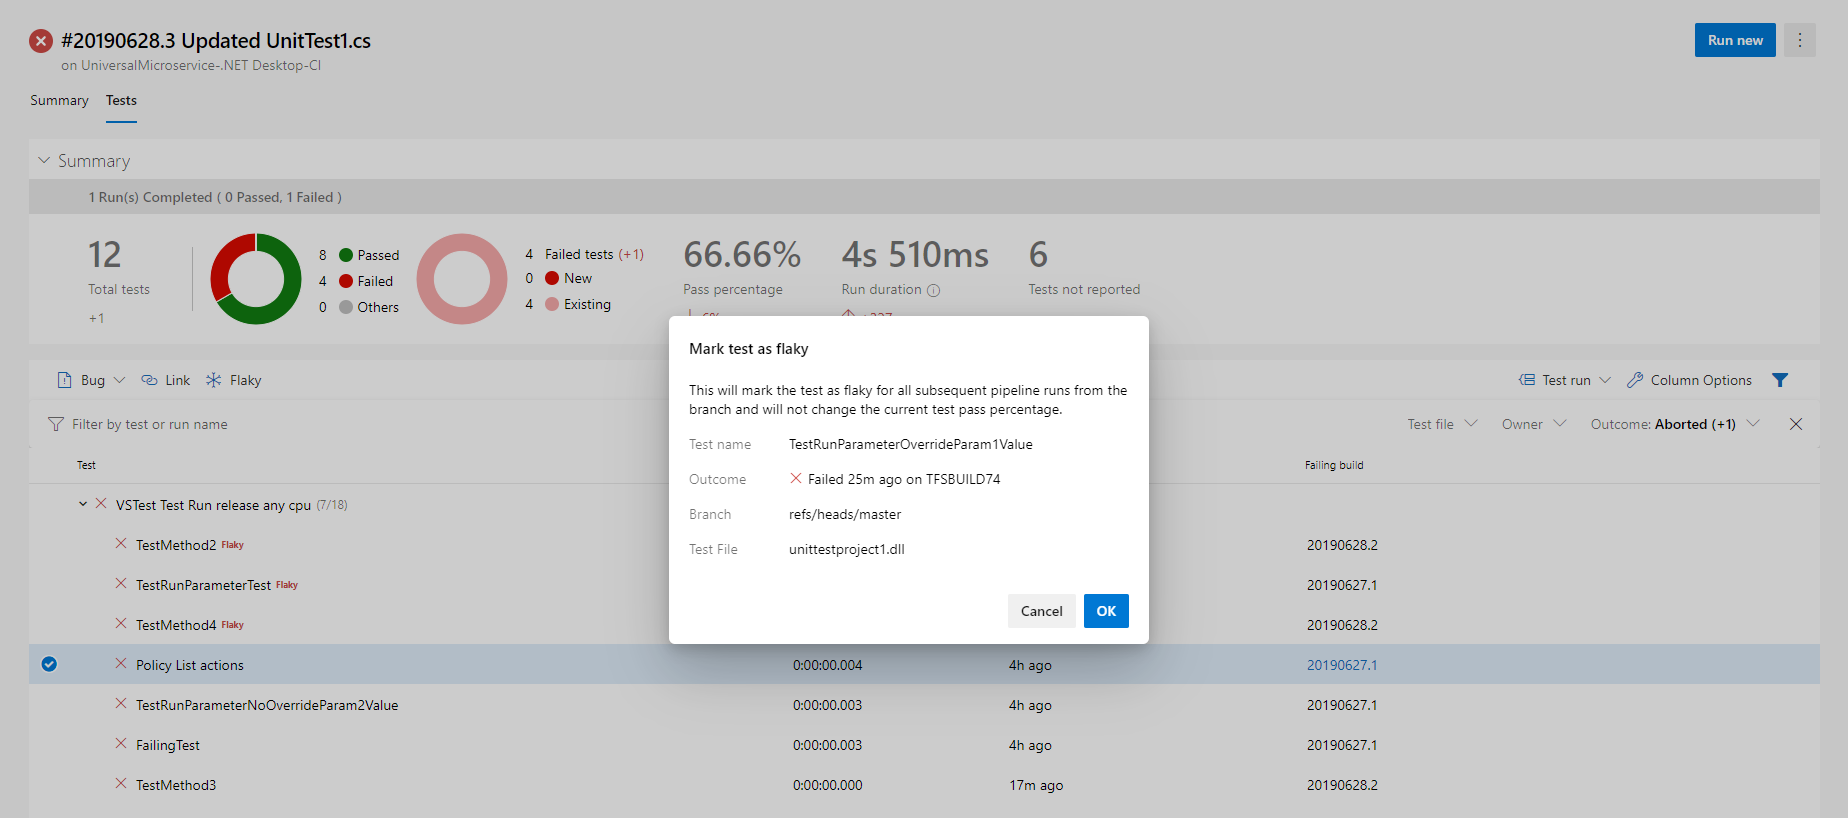 #20190628.3 Updated UnitTest1.cs
Run new
on UniversalMicroservice-.NET Desktop-CI
Summary Tests
Summary
1 Run(s) Completed ( 0 Passed, 1 Failed )
12
Total tests
+1
8 Passed
4 Failed
0 Others
4 Failed tests (+1)
0 New
4 Existing
66.66%
Pass percentage
4s 510ms
Run duration
6
Tests not reported
Mark test as flaky
This will mark the test as flaky for all subsequent pipeline runs from the
branch and will not change the current test pass percentage.
Test name TestRunParameterOverrideParam1Value
Outcome Failed 25m ago on TFSBUILD74
Branch refs/heads/master
Test File unittestproject1.dll
Cancel OK
Bug Link Flaky Test run Column Options
Filter by test or run name Test file Owner Outcome: Aborted (+1)
Test Failing build
VSTest Test Run release any cpu (7/18)
TestMethod2 Flaky 20190628.2
TestRunParameterTest Flaky 20190627.1
TestMethod4 Flaky 20190628.2
Policy List actions 0:00:00.004 4h ago 20190627.1
TestRunParameterNoOverrideParam2Value 0:00:00.003 4h ago 20190627.1
FailingTest 0:00:00.003 4h ago 20190627.1
TestMethod3 0:00:00.000 17m ago 20190628.2